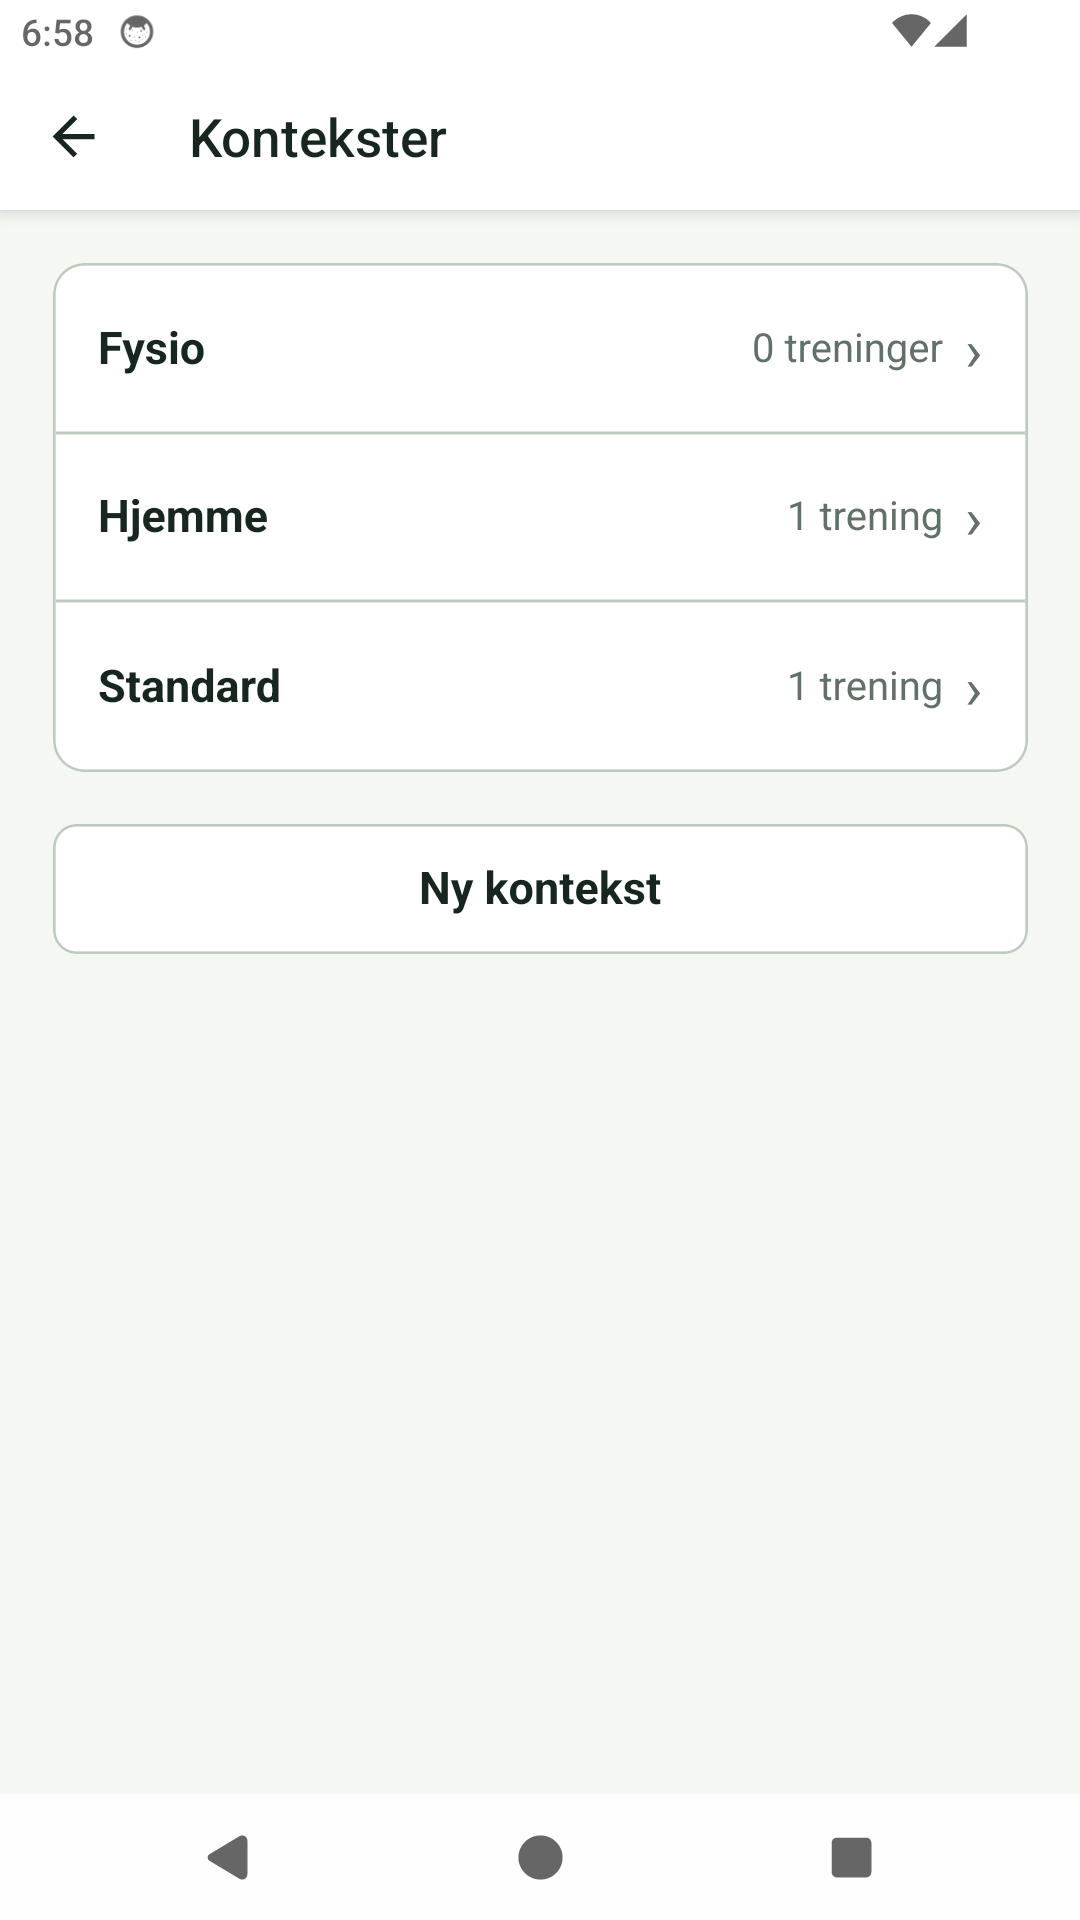 6:58
Kontekster
Fysio 0 treninger ›
Hjemme 1 trening ›
Standard 1 trening ›
Ny kontekst